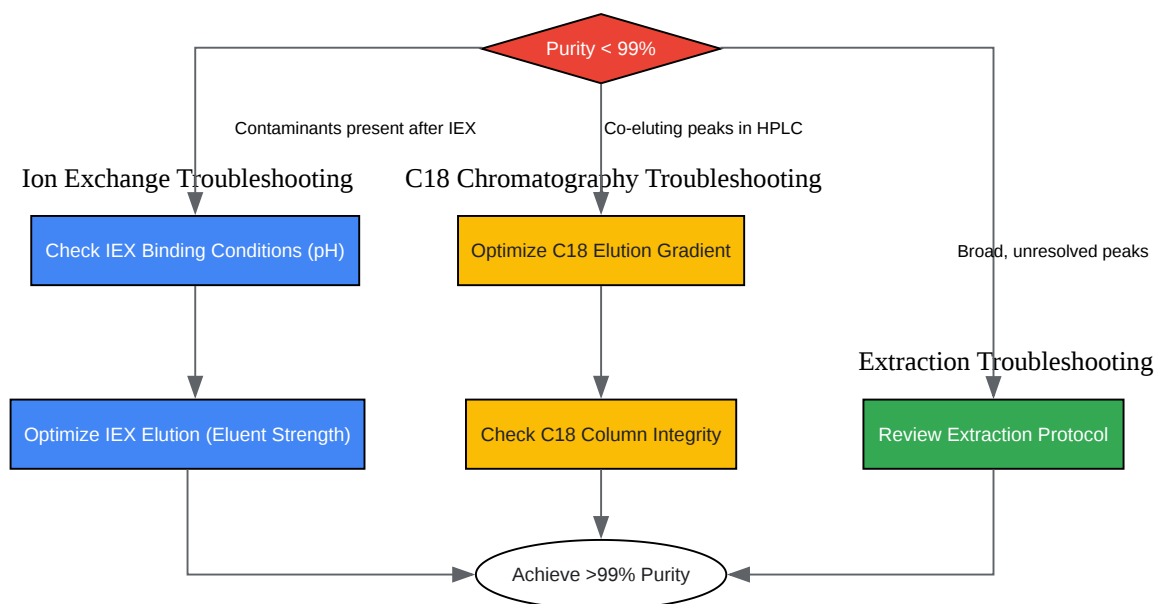 Purity < 99%
Contaminants present after IEX
Co-eluting peaks in HPLC
Ion Exchange Troubleshooting
C18 Chromatography Troubleshooting
Check IEX Binding Conditions (pH)
Optimize C18 Elution Gradient
Broad, unresolved peaks
Extraction Troubleshooting
Optimize IEX Elution (Eluent Strength)
Check C18 Column Integrity
Review Extraction Protocol
Achieve >99% Purity